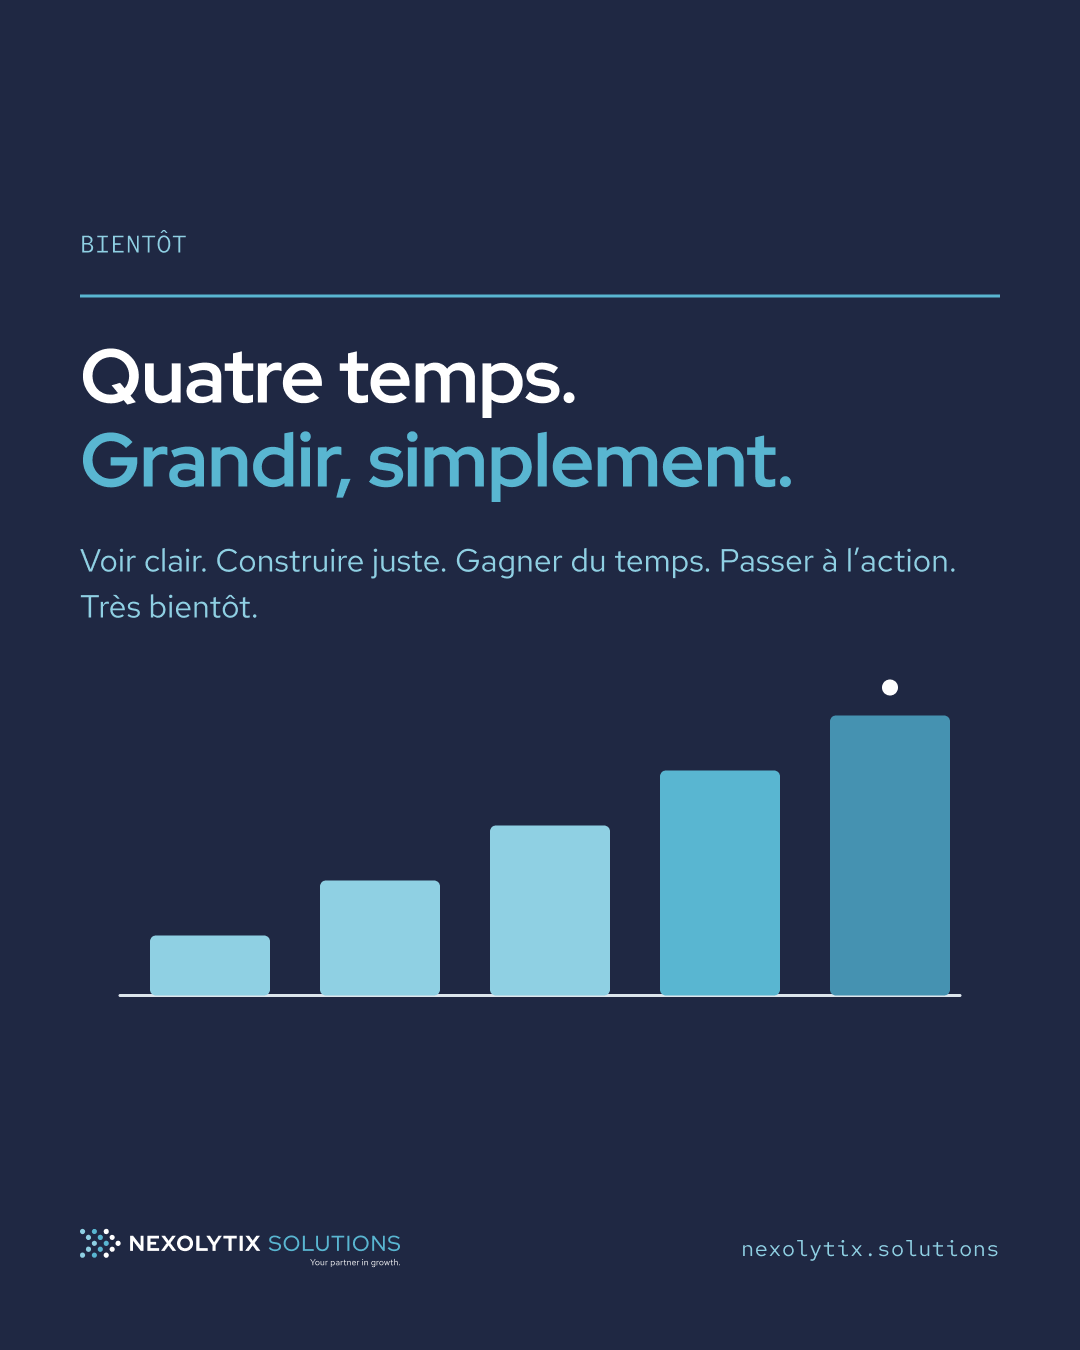 BIENTÔT
Quatre temps.
Grandir, simplement.
Voir clair. Construire juste. Gagner du temps. Passer à l’action.
Très bientôt.
NEXOLYTIX SOLUTIONS
Your partner in growth.
nexolytix.solutions